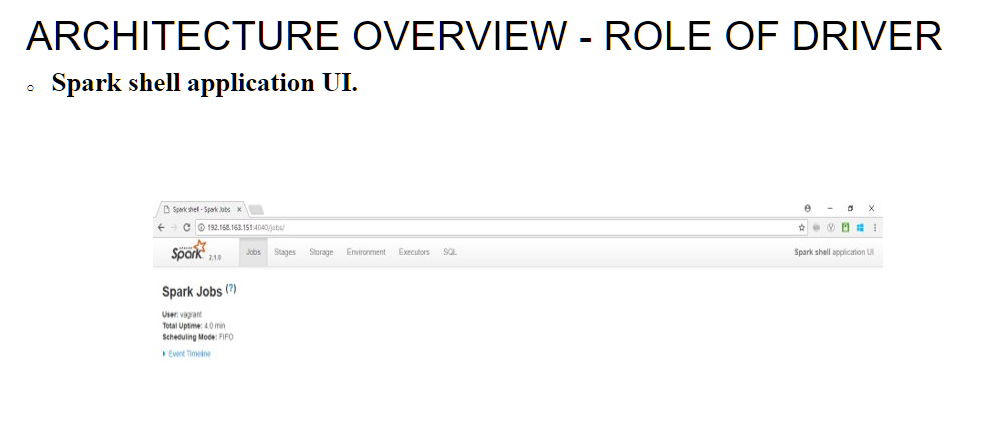 ARCHITECTURE OVERVIEW - ROLE OF DRIVER
Spark shell application UI.
Spark shell - Spark Jobs
192.168.163.151:4040/jobs/
Spark 2.1.0 Jobs Stages Storage Environment Executors SQL Spark shell application UI
Spark Jobs (?)
User: vagrant
Total Uptime: 4.0 min
Scheduling Mode: FIFO
Event Timeline